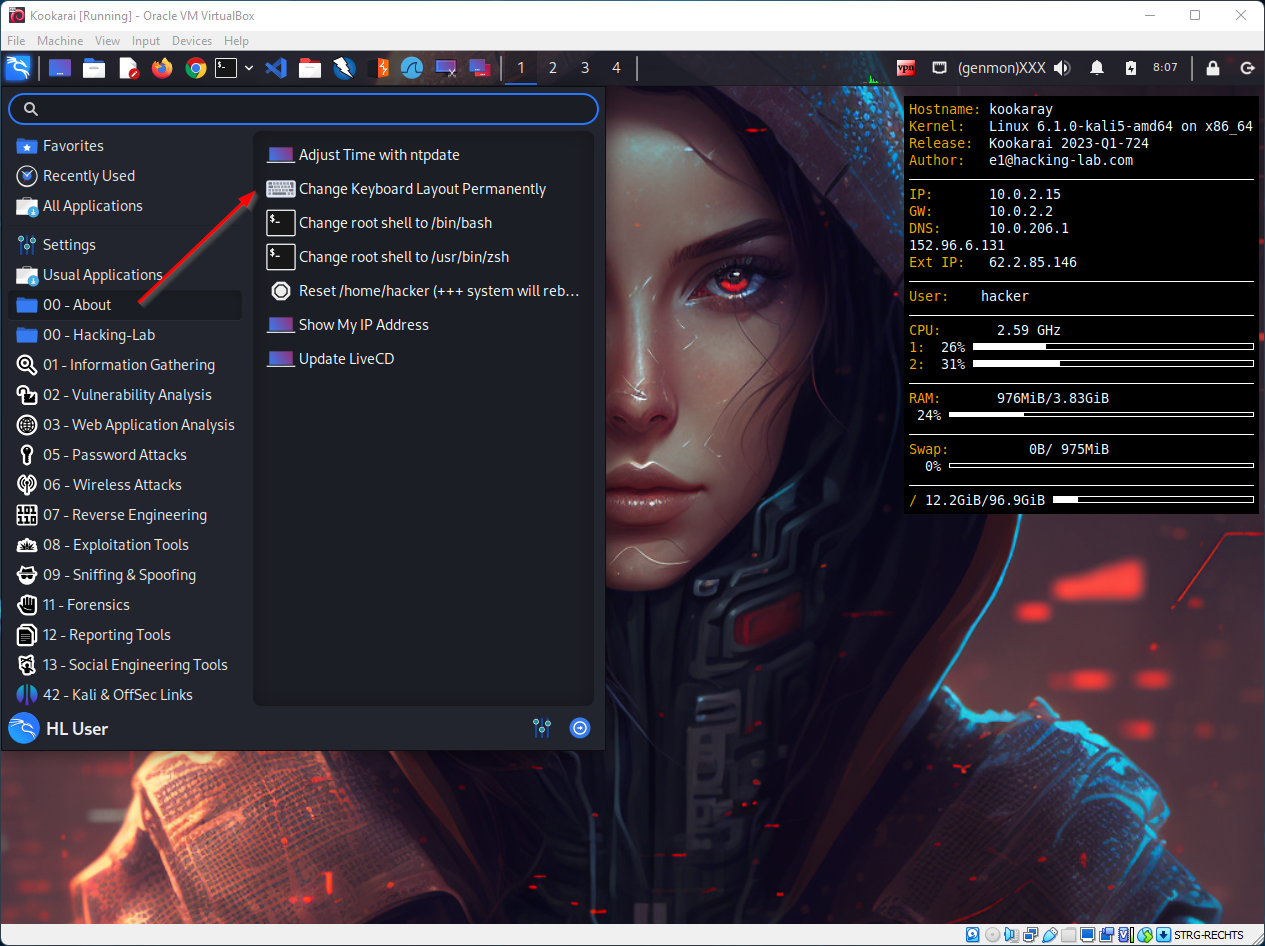 Kookarai [Running] - Oracle VM VirtualBox
File Machine View Input Devices Help
$_ 1 2 3 4 vpn (genmon)XXX 8:07
Favorites
Recently Used
All Applications
Settings
Usual Applications
00 - About
00 - Hacking-Lab
01 - Information Gathering
02 - Vulnerability Analysis
03 - Web Application Analysis
05 - Password Attacks
06 - Wireless Attacks
07 - Reverse Engineering
08 - Exploitation Tools
09 - Sniffing & Spoofing
11 - Forensics
12 - Reporting Tools
13 - Social Engineering Tools
42 - Kali & OffSec Links
HL User
Adjust Time with ntpdate
Change Keyboard Layout Permanently
$_ Change root shell to /bin/bash
$_ Change root shell to /usr/bin/zsh
Reset /home/hacker (+++ system will reb...
Show My IP Address
Update LiveCD
Hostname: kookaray
Kernel: Linux 6.1.0-kali5-amd64 on x86_64
Release: Kookarai 2023-Q1-724
Author: e1@hacking-lab.com
IP: 10.0.2.15
GW: 10.0.2.2
DNS: 10.0.206.1
152.96.6.131
Ext IP: 62.2.85.146
User: hacker
CPU: 2.59 GHz
1: 26%
2: 31%
RAM: 976MiB/3.83GiB
24%
Swap: 0B/ 975MiB
0%
/ 12.2GiB/96.9GiB
STRG-RECHTS